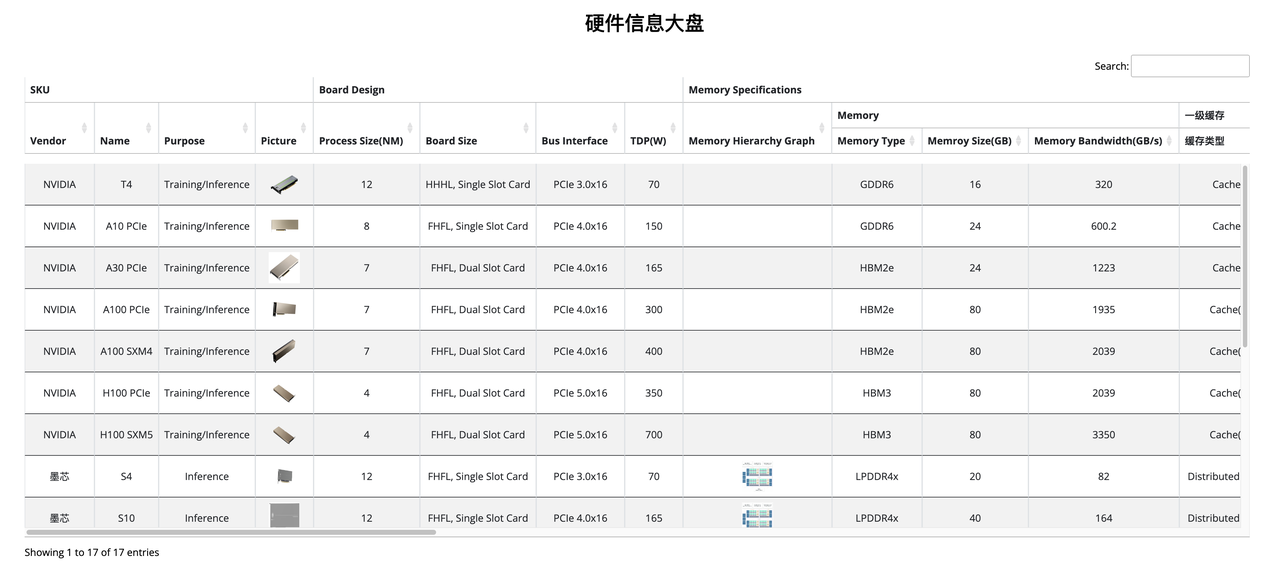 硬件信息大盘
Search:
SKU Board Design Memory Specifications
Memory 一级缓存
Vendor Name Purpose Picture Process Size(NM) Board Size Bus Interface TDP(W) Memory Hierarchy Graph Memory Type Memroy Size(GB) Memory Bandwidth(GB/s) 缓存类型
NVIDIA T4 Training/Inference 12 HHHL, Single Slot Card PCIe 3.0x16 70 GDDR6 16 320 Cache
NVIDIA A10 PCIe Training/Inference 8 FHFL, Single Slot Card PCIe 4.0x16 150 GDDR6 24 600.2 Cache
NVIDIA A30 PCIe Training/Inference 7 FHFL, Dual Slot Card PCIe 4.0x16 165 HBM2e 24 1223 Cache
NVIDIA A100 PCIe Training/Inference 7 FHFL, Dual Slot Card PCIe 4.0x16 300 HBM2e 80 1935 Cache(
NVIDIA A100 SXM4 Training/Inference 7 FHFL, Dual Slot Card PCIe 4.0x16 400 HBM2e 80 2039 Cache(
NVIDIA H100 PCIe Training/Inference 4 FHFL, Dual Slot Card PCIe 5.0x16 350 HBM3 80 2039 Cache(
NVIDIA H100 SXM5 Training/Inference 4 FHFL, Dual Slot Card PCIe 5.0x16 700 HBM3 80 3350 Cache(
墨芯 S4 Inference 12 FHFL, Single Slot Card PCIe 3.0x16 70 LPDDR4x 20 82 Distributed
墨芯 S10 Inference 12 FHFL, Single Slot Card PCIe 4.0x16 165 LPDDR4x 40 164 Distributed
Showing 1 to 17 of 17 entries